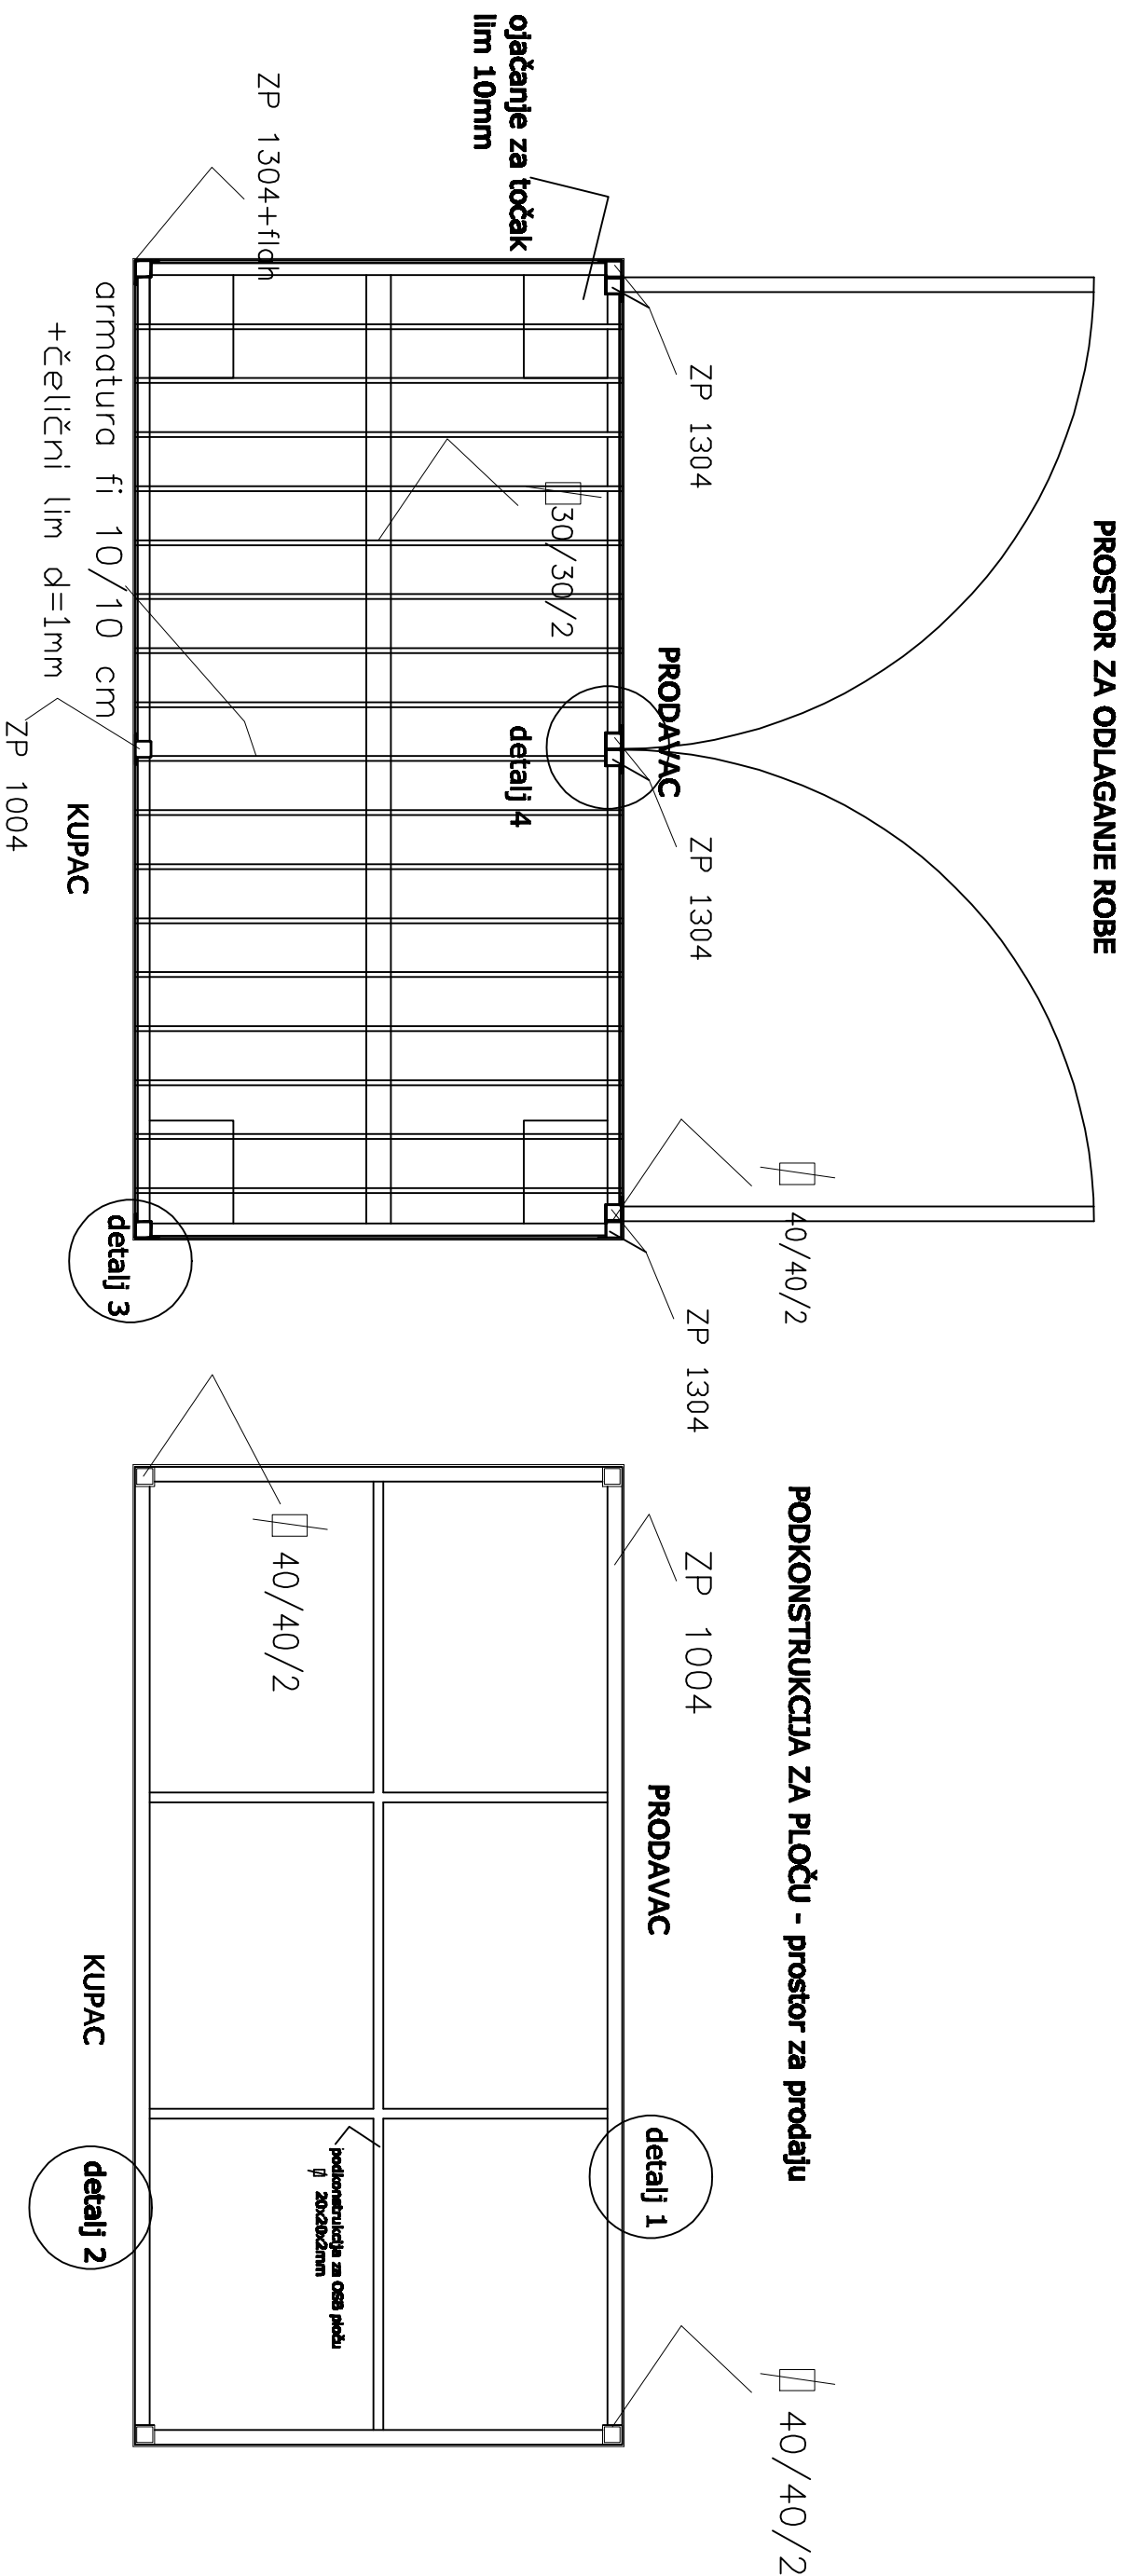 PROSTOR ZA ODLAGANJE ROBE
ojačanje za točak
lim 10mm
ZP 1304+flah
ZP 1304
30/30/2
PRODAVAC
detalj 4
ZP 1304
40/40/2
ZP 1304
armatura fi 10/10 cm
+čelični lim d=1mm
ZP 1004
KUPAC
detalj 3
PODKONSTRUKCIJA ZA PLOČU - prostor za prodaju
ZP 1004
40/40/2
PRODAVAC
detalj 1
40/40/2
podkonstrukcija za OSB ploču
20x20x2mm
KUPAC
detalj 2